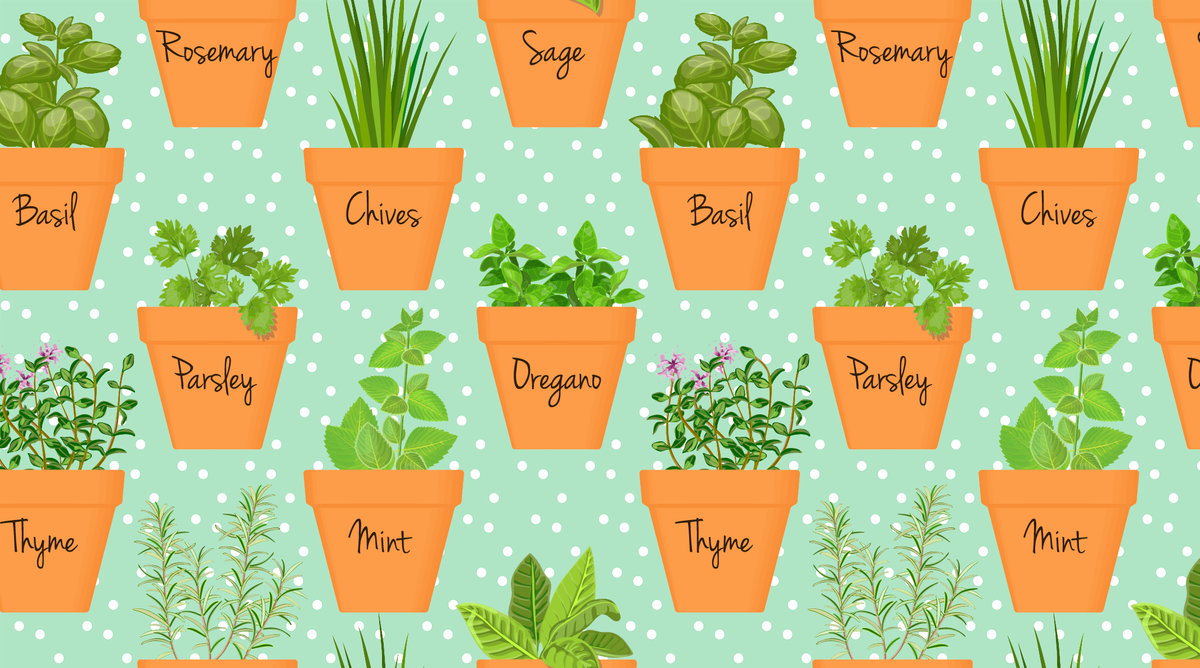 Rosemary
Sage
Rosemary
Basil
Chives
Basil
Chives
Parsley
Oregano
Parsley
Thyme
Mint
Thyme
Mint